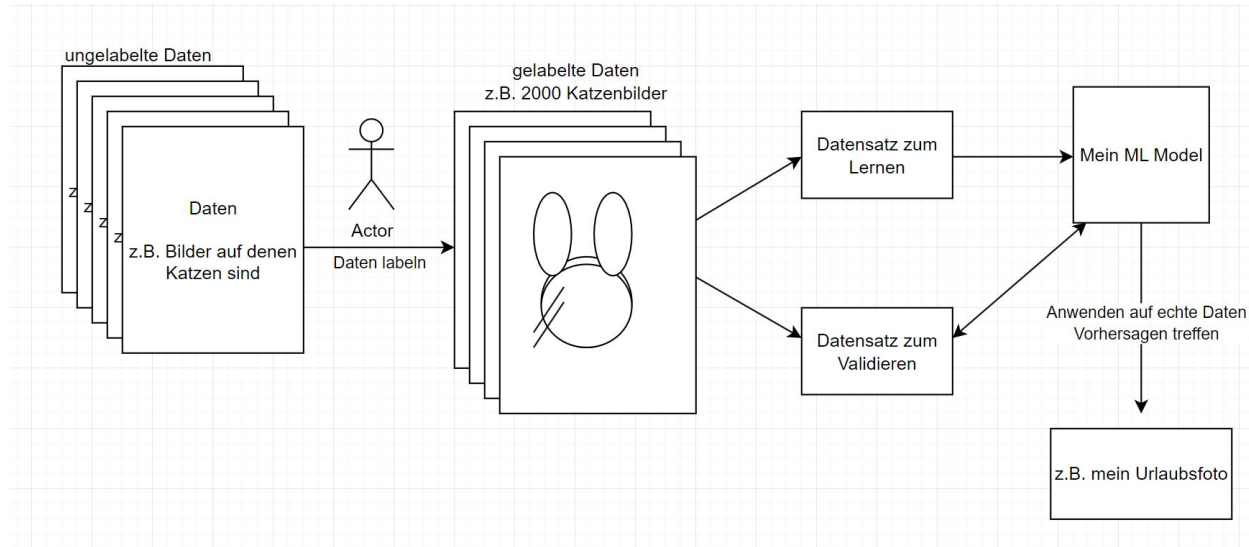 ungelabelte Daten
z
z
z
z
Daten
z.B. Bilder auf denen
Katzen sind
Actor
Daten labeln
gelabelte Daten
z.B. 2000 Katzenbilder
Datensatz zum
Lernen
Datensatz zum
Validieren
Mein ML Model
Anwenden auf echte Daten
Vorhersagen treffen
z.B. mein Urlaubsfoto